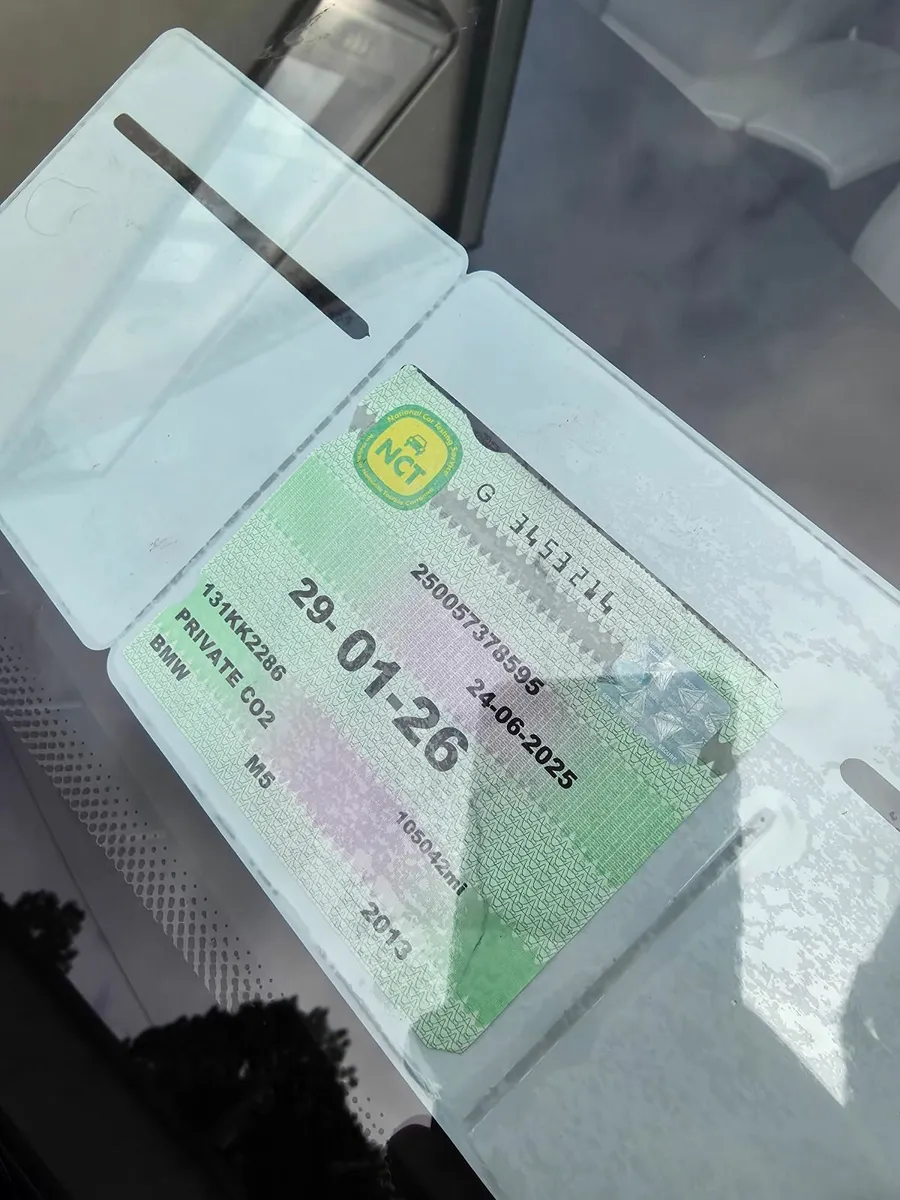 National Car Testing Service
NCT
G 3453214
250057378595
24-06-2025
29-01-26
131KK2286
PRIVATE CO2
BMW
M5
105042mi
2013